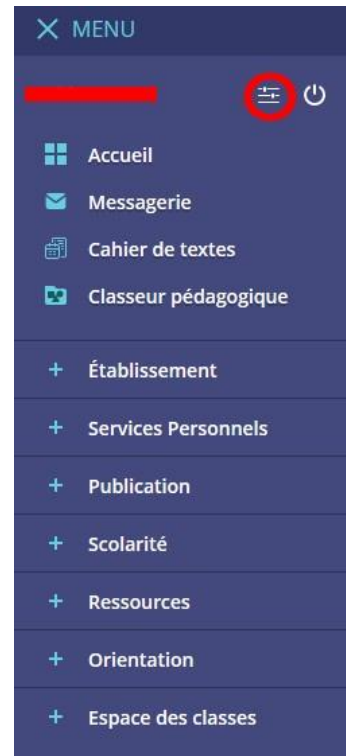 MENU
Accueil
Messagerie
Cahier de textes
Classeur pédagogique
+ Établissement
+ Services Personnels
+ Publication
+ Scolarité
+ Ressources
+ Orientation
+ Espace des classes